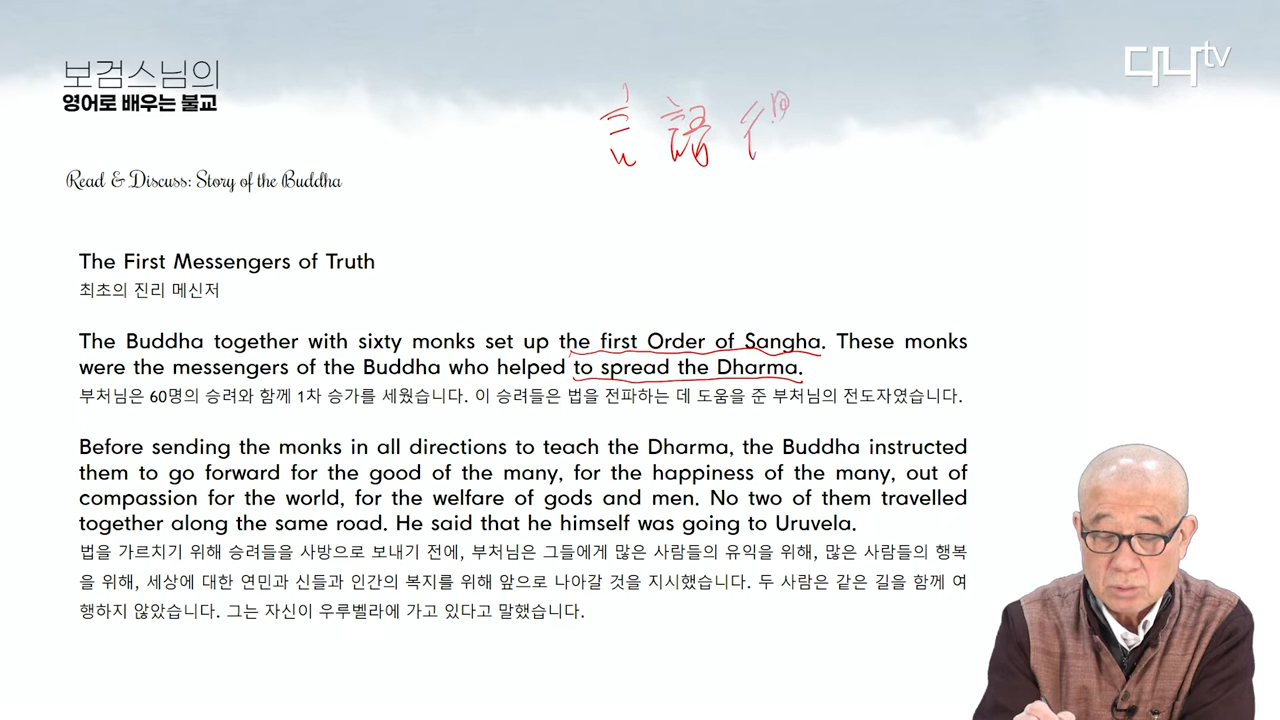 보검스님의
영어로 배우는 불교
다나tv
言 語
Read & Discuss: Story of the Buddha
The First Messengers of Truth
최초의 진리 메신저
The Buddha together with sixty monks set up the first Order of Sangha. These monks
were the messengers of the Buddha who helped to spread the Dharma.
부처님은 60명의 승려와 함께 1차 승가를 세웠습니다. 이 승려들은 법을 전파하는 데 도움을 준 부처님의 전도자였습니다.
Before sending the monks in all directions to teach the Dharma, the Buddha instructed
them to go forward for the good of the many, for the happiness of the many, out of
compassion for the world, for the welfare of gods and men. No two of them travelled
together along the same road. He said that he himself was going to Uruvela.
법을 가르치기 위해 승려들을 사방으로 보내기 전에, 부처님은 그들에게 많은 사람들의 유익을 위해, 많은 사람들의 행복
을 위해, 세상에 대한 연민과 신들과 인간의 복지를 위해 앞으로 나아갈 것을 지시했습니다. 두 사람은 같은 길을 함께 여
행하지 않았습니다. 그는 자신이 우루벨라에 가고 있다고 말했습니다.